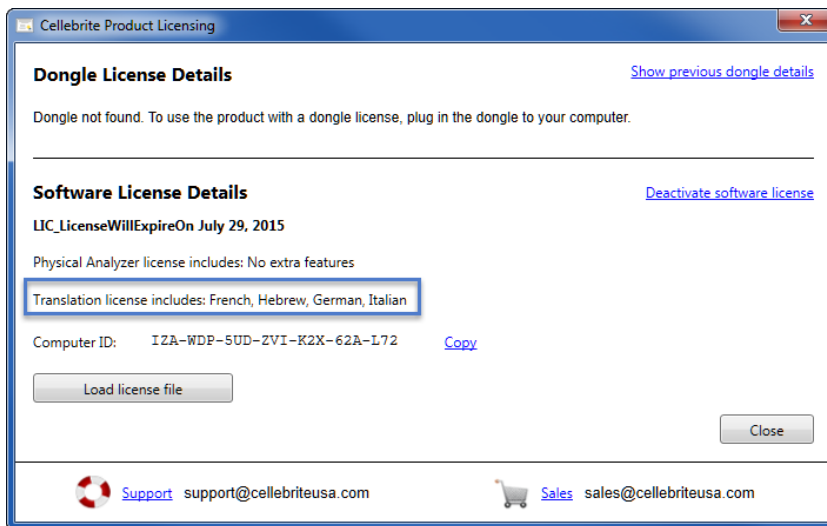 Cellebrite Product Licensing
Dongle License Details
Show previous dongle details
Dongle not found. To use the product with a dongle license, plug in the dongle to your computer.
Software License Details
Deactivate software license
LIC_LicenseWillExpireOn July 29, 2015
Physical Analyzer license includes: No extra features
Translation license includes: French, Hebrew, German, Italian
Computer ID: IZA-WDP-5UD-ZVI-K2X-62A-L72 Copy
Load license file
Close
Support support@cellebriteusa.com Sales sales@cellebriteusa.com